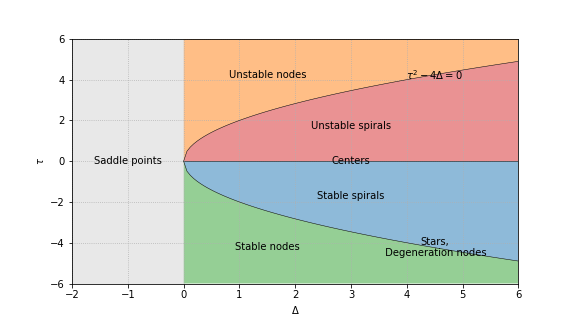 6
4
2
0
−2
−4
−6
τ
Unstable nodes
τ² − 4Δ = 0
Unstable spirals
Saddle points
Centers
Stable spirals
Stable nodes
Stars,
Degeneration nodes
−2
−1
0
1
2
3
4
5
6
Δ